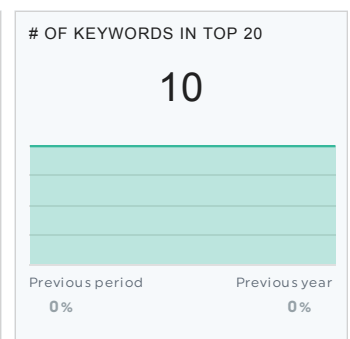 # OF KEYWORDS IN TOP 20
10
Previous period Previous year
0% 0%